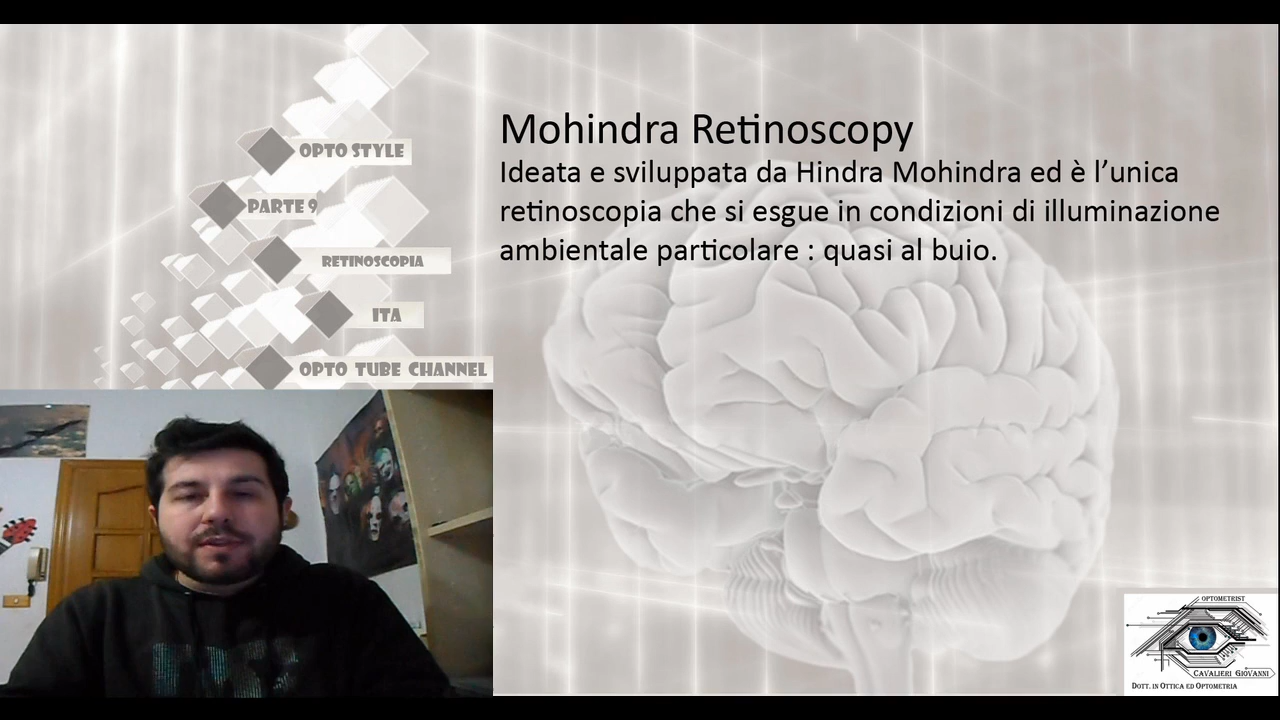 OPTO STYLE
PARTE 9
RETINOSCOPIA
ITA
OPTO TUBE CHANNEL
Mohindra Retinoscopy
Ideata e sviluppata da Hindra Mohindra ed è l’unica
retinoscopia che si esgue in condizioni di illuminazione
ambientale particolare : quasi al buio.
OPTOMETRIST
CAVALIERI GIOVANNI
DOTT. IN OTTICA ED OPTOMETRIA